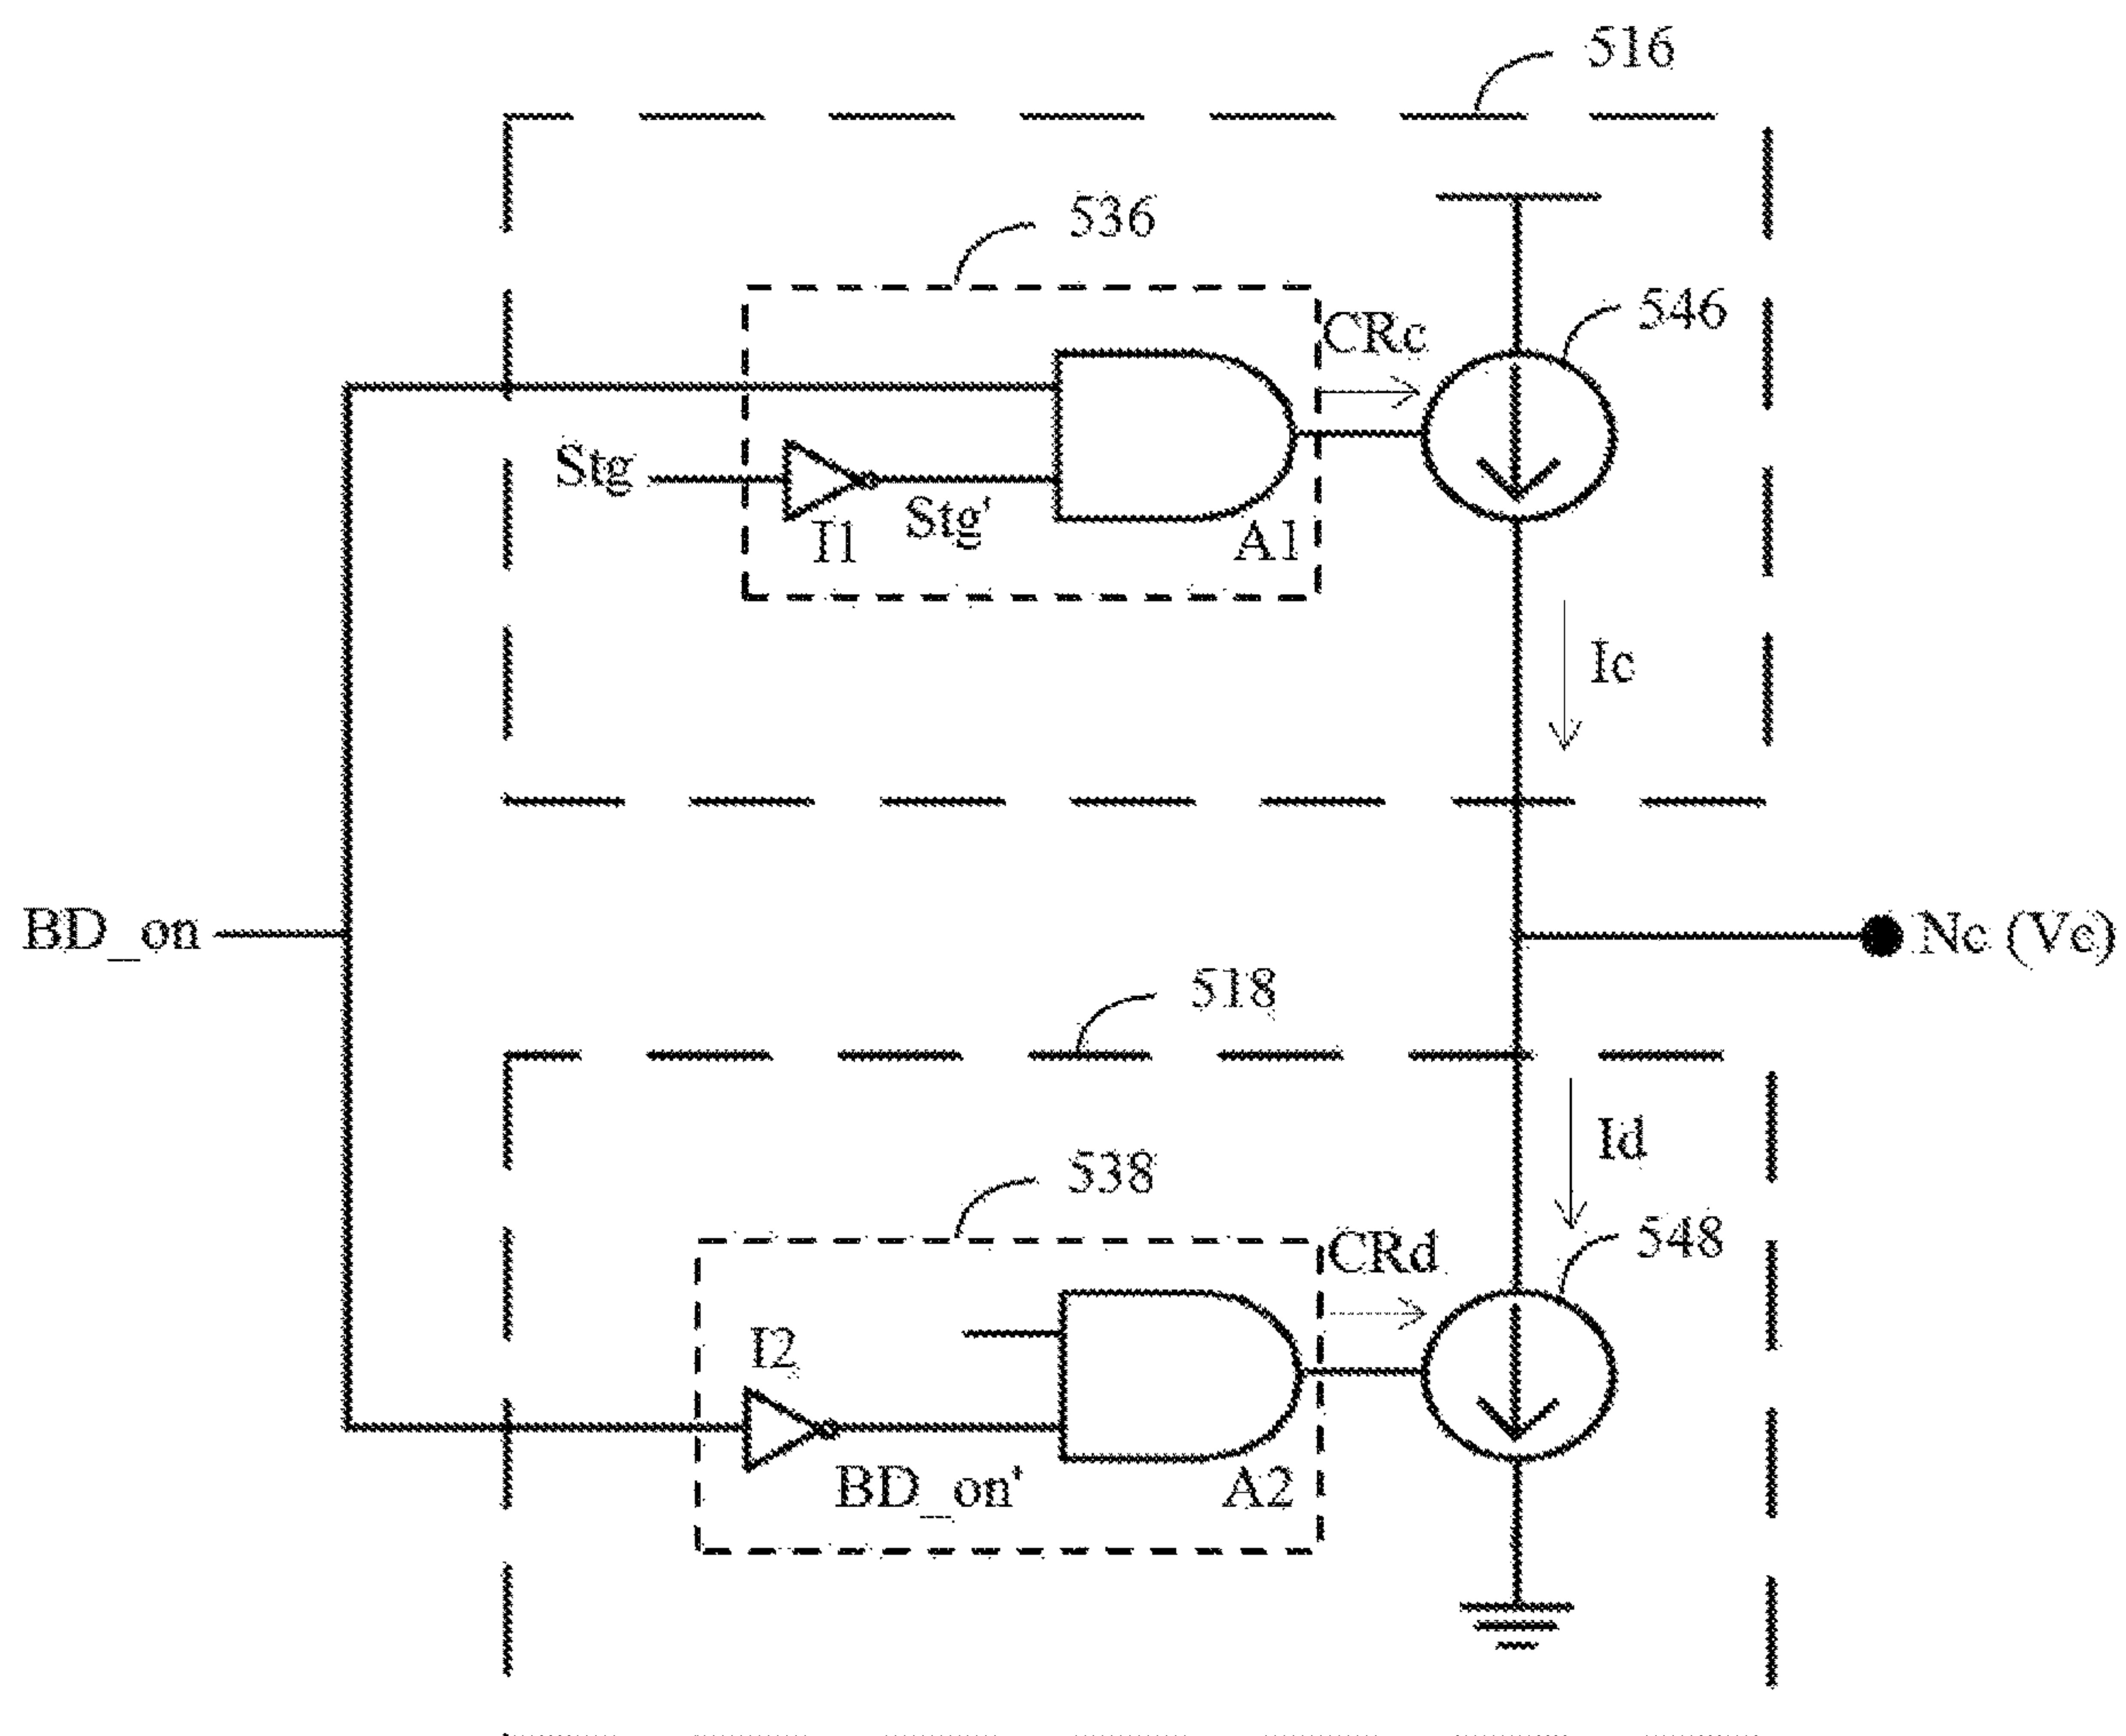 516
536
CRc
546
Stg
I1
Stg'
A1
Ic
BD_on
Nc (Vc)
518
Id
538
CRd
548
I2
BD_on'
A2